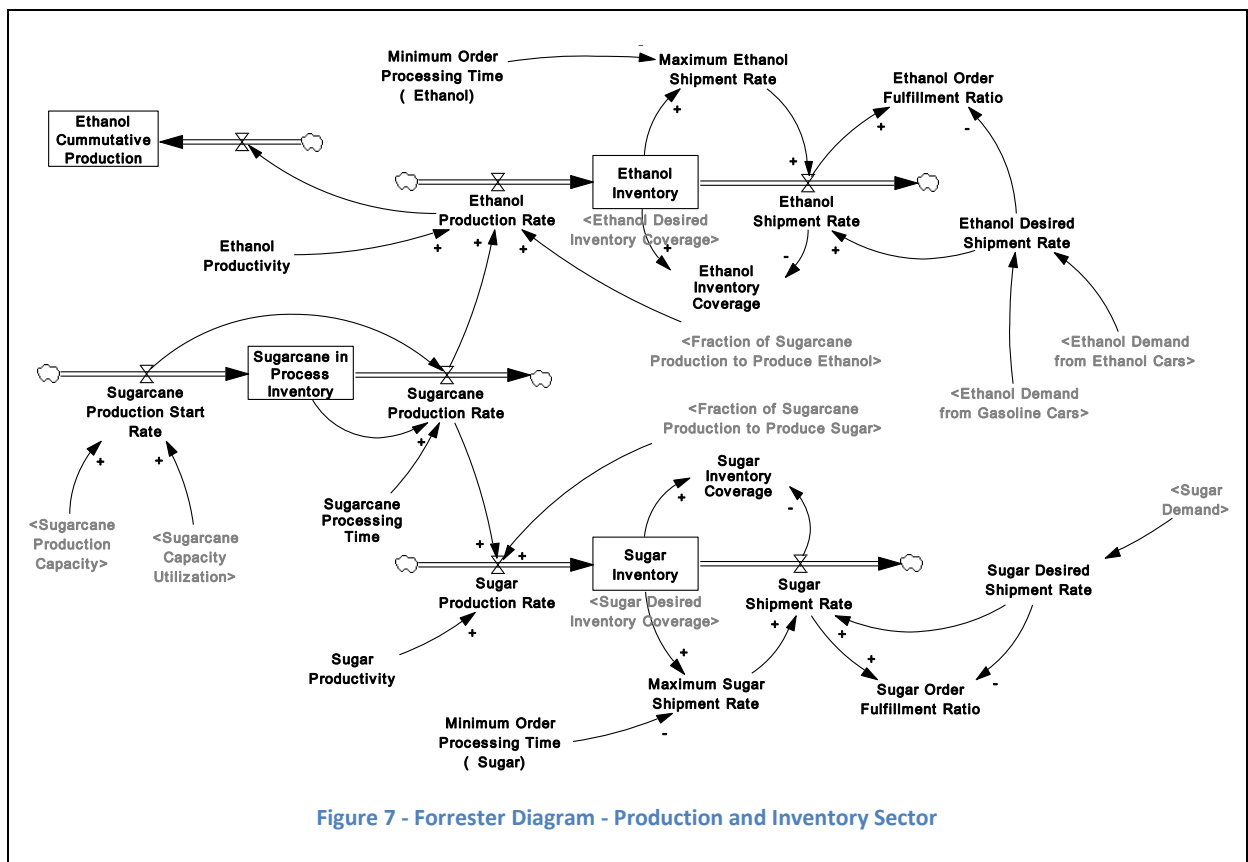 Minimum Order
Processing Time
( Ethanol)
-
Maximum Ethanol
Shipment Rate
+
Ethanol Order
Fulfillment Ratio
+
-
Ethanol
Cummutative
Production
Ethanol
Inventory
+
Ethanol
Production Rate
<Ethanol Desired
Inventory Coverage>
Ethanol
Shipment Rate
Ethanol Desired
Shipment Rate
Ethanol
Productivity
+
+
+
+
-
+
Ethanol
Inventory
Coverage
<Fraction of Sugarcane
Production to Produce Ethanol>
<Ethanol Demand
from Ethanol Cars>
<Ethanol Demand
from Gasoline Cars>
Sugarcane in
Process
Inventory
Sugarcane
Production Start
Rate
Sugarcane
Production Rate
+
+
+
<Fraction of Sugarcane
Production to Produce Sugar>
Sugarcane
Processing
Time
<Sugarcane
Production
Capacity>
<Sugarcane
Capacity
Utilization>
Sugar
Inventory
Coverage
+
-
<Sugar
Demand>
+
+
Sugar
Inventory
Sugar
Production Rate
<Sugar Desired
Inventory Coverage>
Sugar
Shipment Rate
Sugar Desired
Shipment Rate
+
+
+
+
+
-
Sugar
Productivity
Maximum Sugar
Shipment Rate
Sugar Order
Fulfillment Ratio
Minimum Order
Processing Time
( Sugar)
-
Figure 7 - Forrester Diagram - Production and Inventory Sector